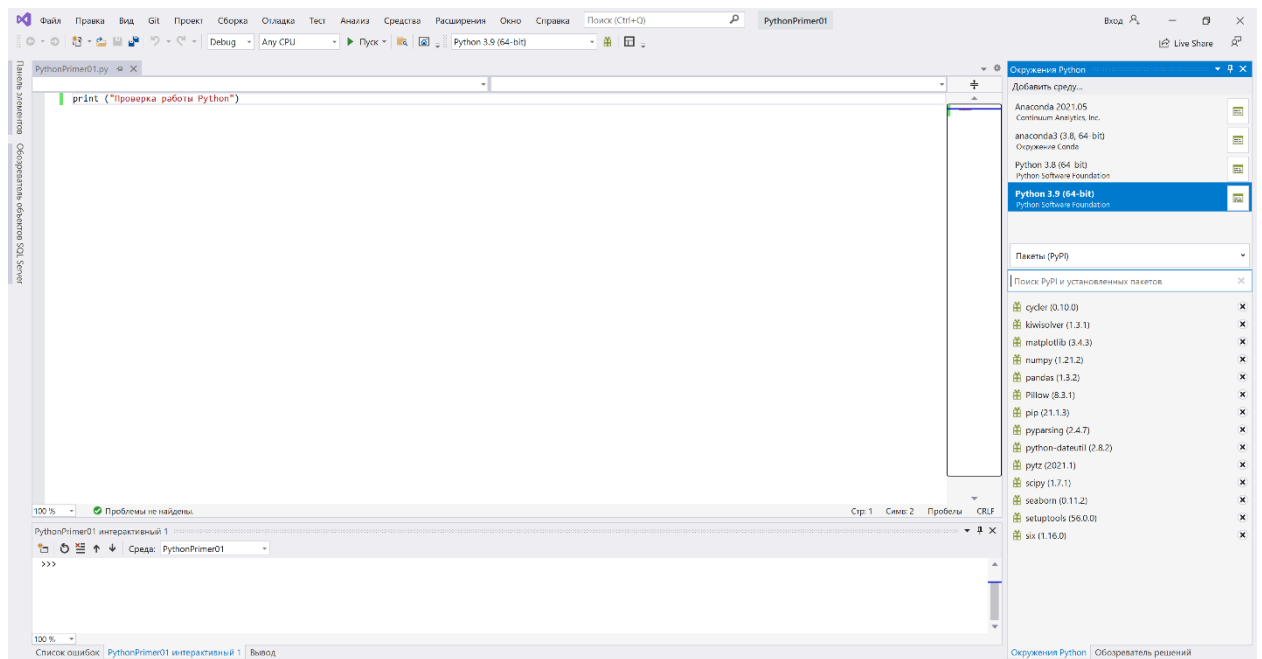 Файл Правка Вид Git Проект Сборка Отладка Тест Анализ Средства Расширения Окно Справка Поиск (Ctrl+Q) PythonPrimer01 Вход
Debug Any CPU Пуск Python 3.9 (64-bit) Live Share
Панель элементов
Обозреватель объектов SQL Server
PythonPrimer01.py
print ("Проверка работы Python")
100 % Проблемы не найдены. Стр: 1 Симв: 2 Пробелы CRLF
PythonPrimer01 интерактивный 1
Среда: PythonPrimer01
>>>
100 %
Список ошибок PythonPrimer01 интерактивный 1 Вывод
Окружения Python
Добавить среду...
Anaconda 2021.05
Continuum Analytics, Inc.
anaconda3 (3.8, 64-bit)
Окружение Conda
Python 3.8 (64-bit)
Python Software Foundation
Python 3.9 (64-bit)
Python Software Foundation
Пакеты (PyPI)
Поиск PyPI и установленных пакетов
cycler (0.10.0)
kiwisolver (1.3.1)
matplotlib (3.4.3)
numpy (1.21.2)
pandas (1.3.2)
Pillow (8.3.1)
pip (21.1.3)
pyparsing (2.4.7)
python-dateutil (2.8.2)
pytz (2021.1)
scipy (1.7.1)
seaborn (0.11.2)
setuptools (56.0.0)
six (1.16.0)
Окружения Python Обозреватель решений